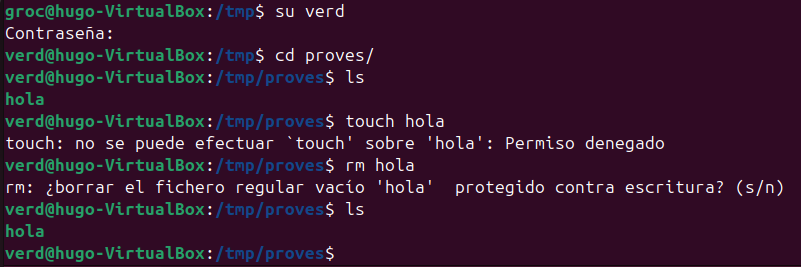 groc@hugo-VirtualBox:/tmp$ su verd
Contraseña:
verd@hugo-VirtualBox:/tmp$ cd proves/
verd@hugo-VirtualBox:/tmp/proves$ ls
hola
verd@hugo-VirtualBox:/tmp/proves$ touch hola
touch: no se puede efectuar `touch' sobre 'hola': Permiso denegado
verd@hugo-VirtualBox:/tmp/proves$ rm hola
rm: ¿borrar el fichero regular vacío 'hola'  protegido contra escritura? (s/n)
verd@hugo-VirtualBox:/tmp/proves$ ls
hola
verd@hugo-VirtualBox:/tmp/proves$